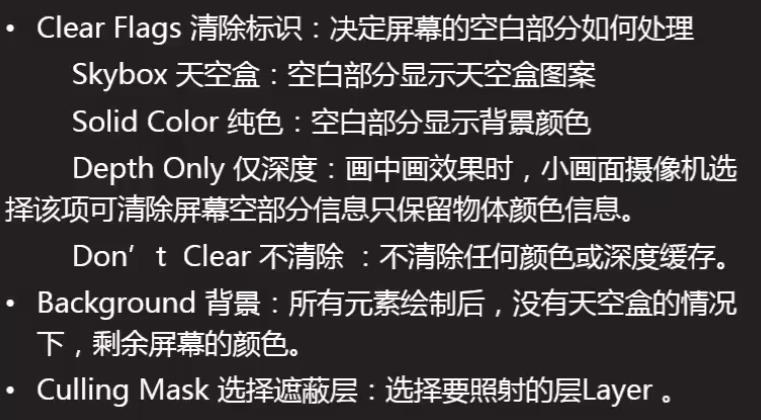 • Clear Flags 清除标识：决定屏幕的空白部分如何处理
Skybox 天空盒：空白部分显示天空盒图案
Solid Color 纯色：空白部分显示背景颜色
Depth Only 仅深度：画中画效果时，小画面摄像机选
择该项可清除屏幕空部分信息只保留物体颜色信息。
Don’t Clear 不清除 ：不清除任何颜色或深度缓存。
• Background 背景：所有元素绘制后，没有天空盒的情况
下，剩余屏幕的颜色。
• Culling Mask 选择遮蔽层：选择要照射的层Layer 。